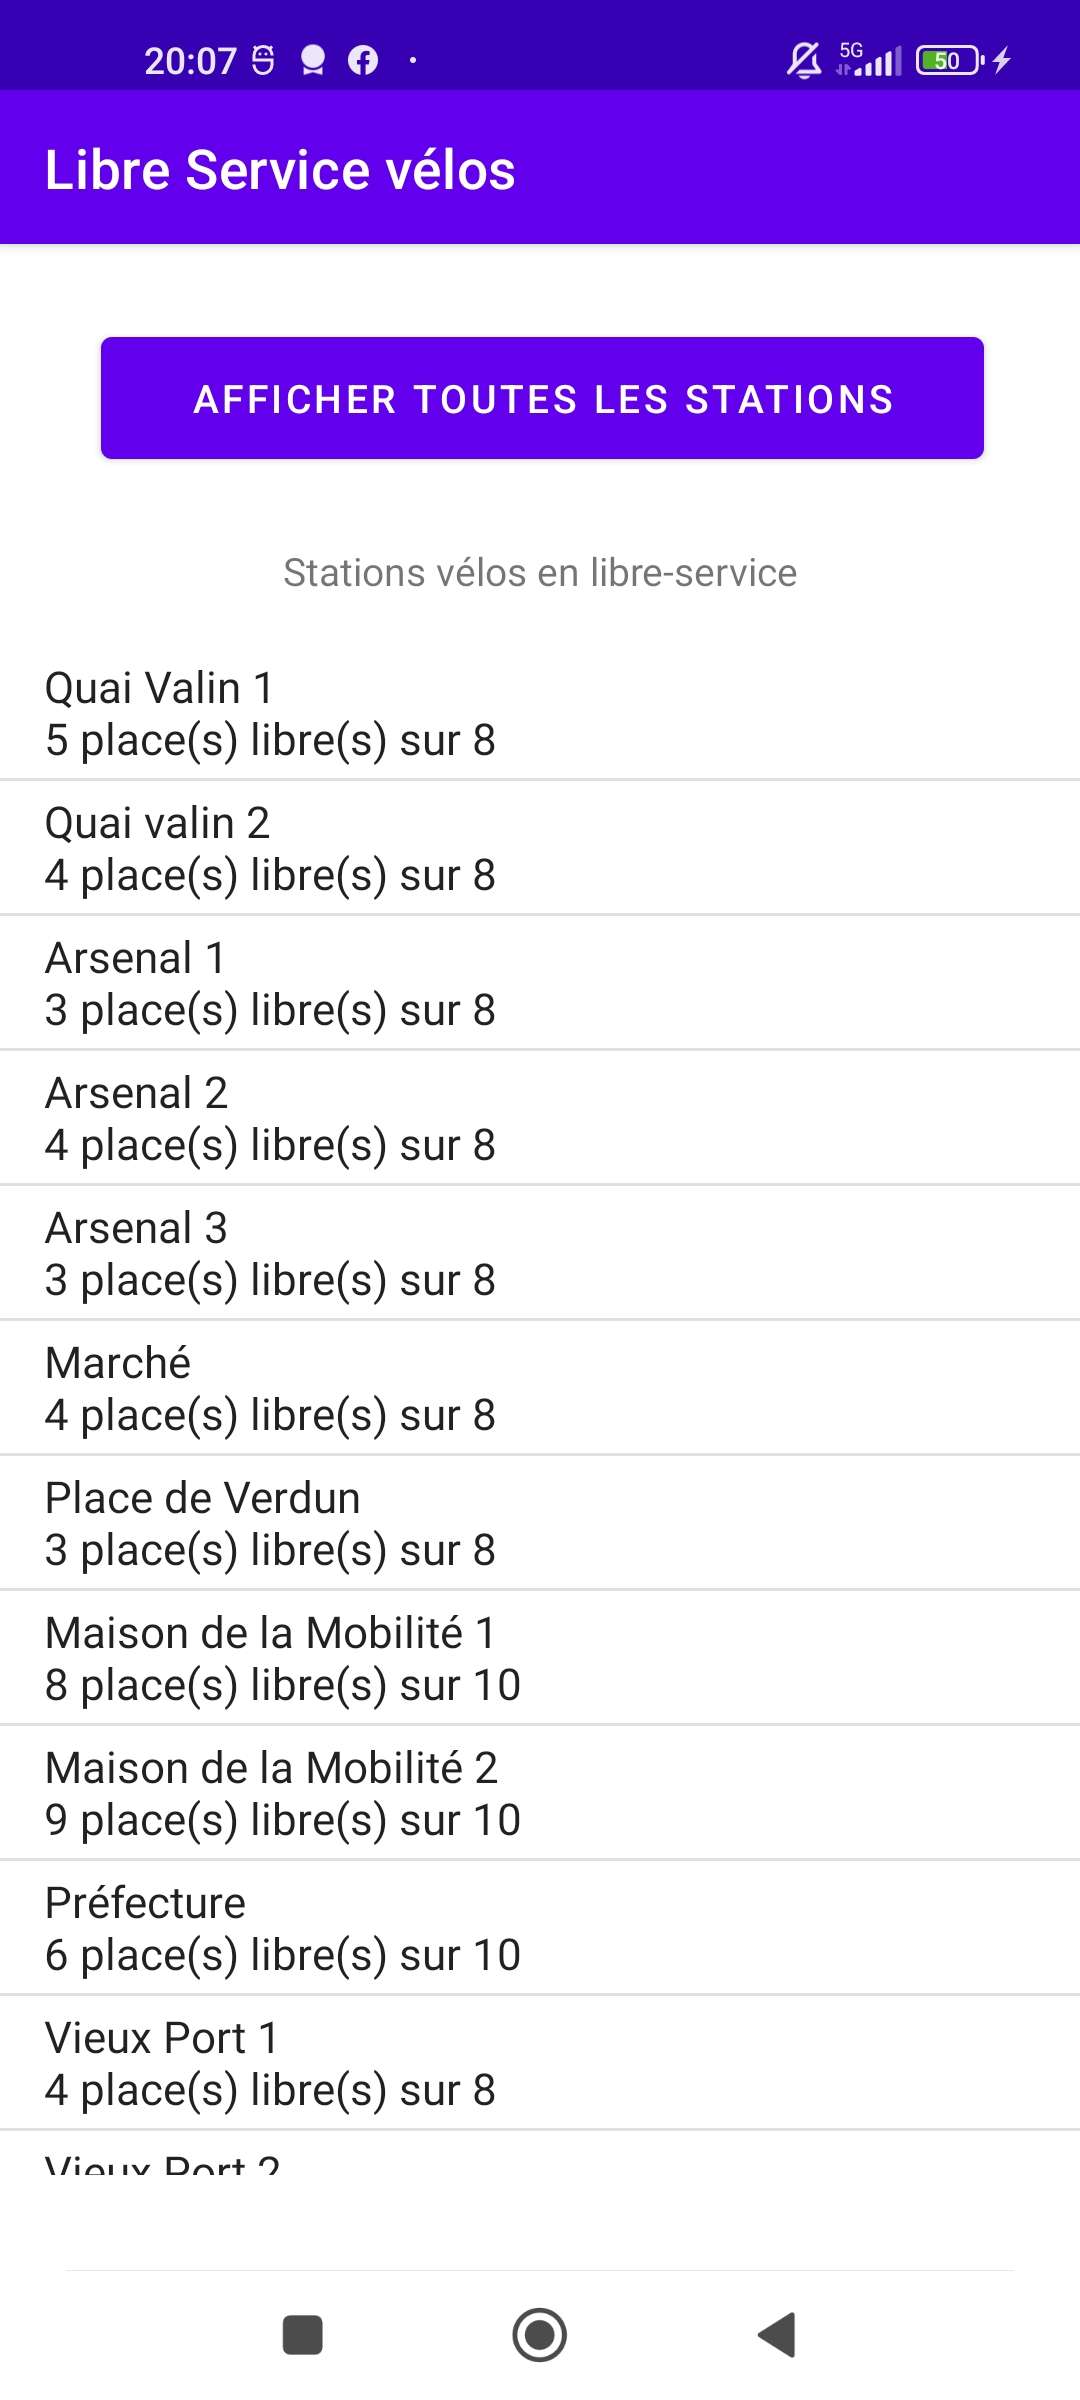 20:07
5G
50
Libre Service vélos
AFFICHER TOUTES LES STATIONS
Stations vélos en libre-service
Quai Valin 1
5 place(s) libre(s) sur 8
Quai valin 2
4 place(s) libre(s) sur 8
Arsenal 1
3 place(s) libre(s) sur 8
Arsenal 2
4 place(s) libre(s) sur 8
Arsenal 3
3 place(s) libre(s) sur 8
Marché
4 place(s) libre(s) sur 8
Place de Verdun
3 place(s) libre(s) sur 8
Maison de la Mobilité 1
8 place(s) libre(s) sur 10
Maison de la Mobilité 2
9 place(s) libre(s) sur 10
Préfecture
6 place(s) libre(s) sur 10
Vieux Port 1
4 place(s) libre(s) sur 8
Vieux Port 2